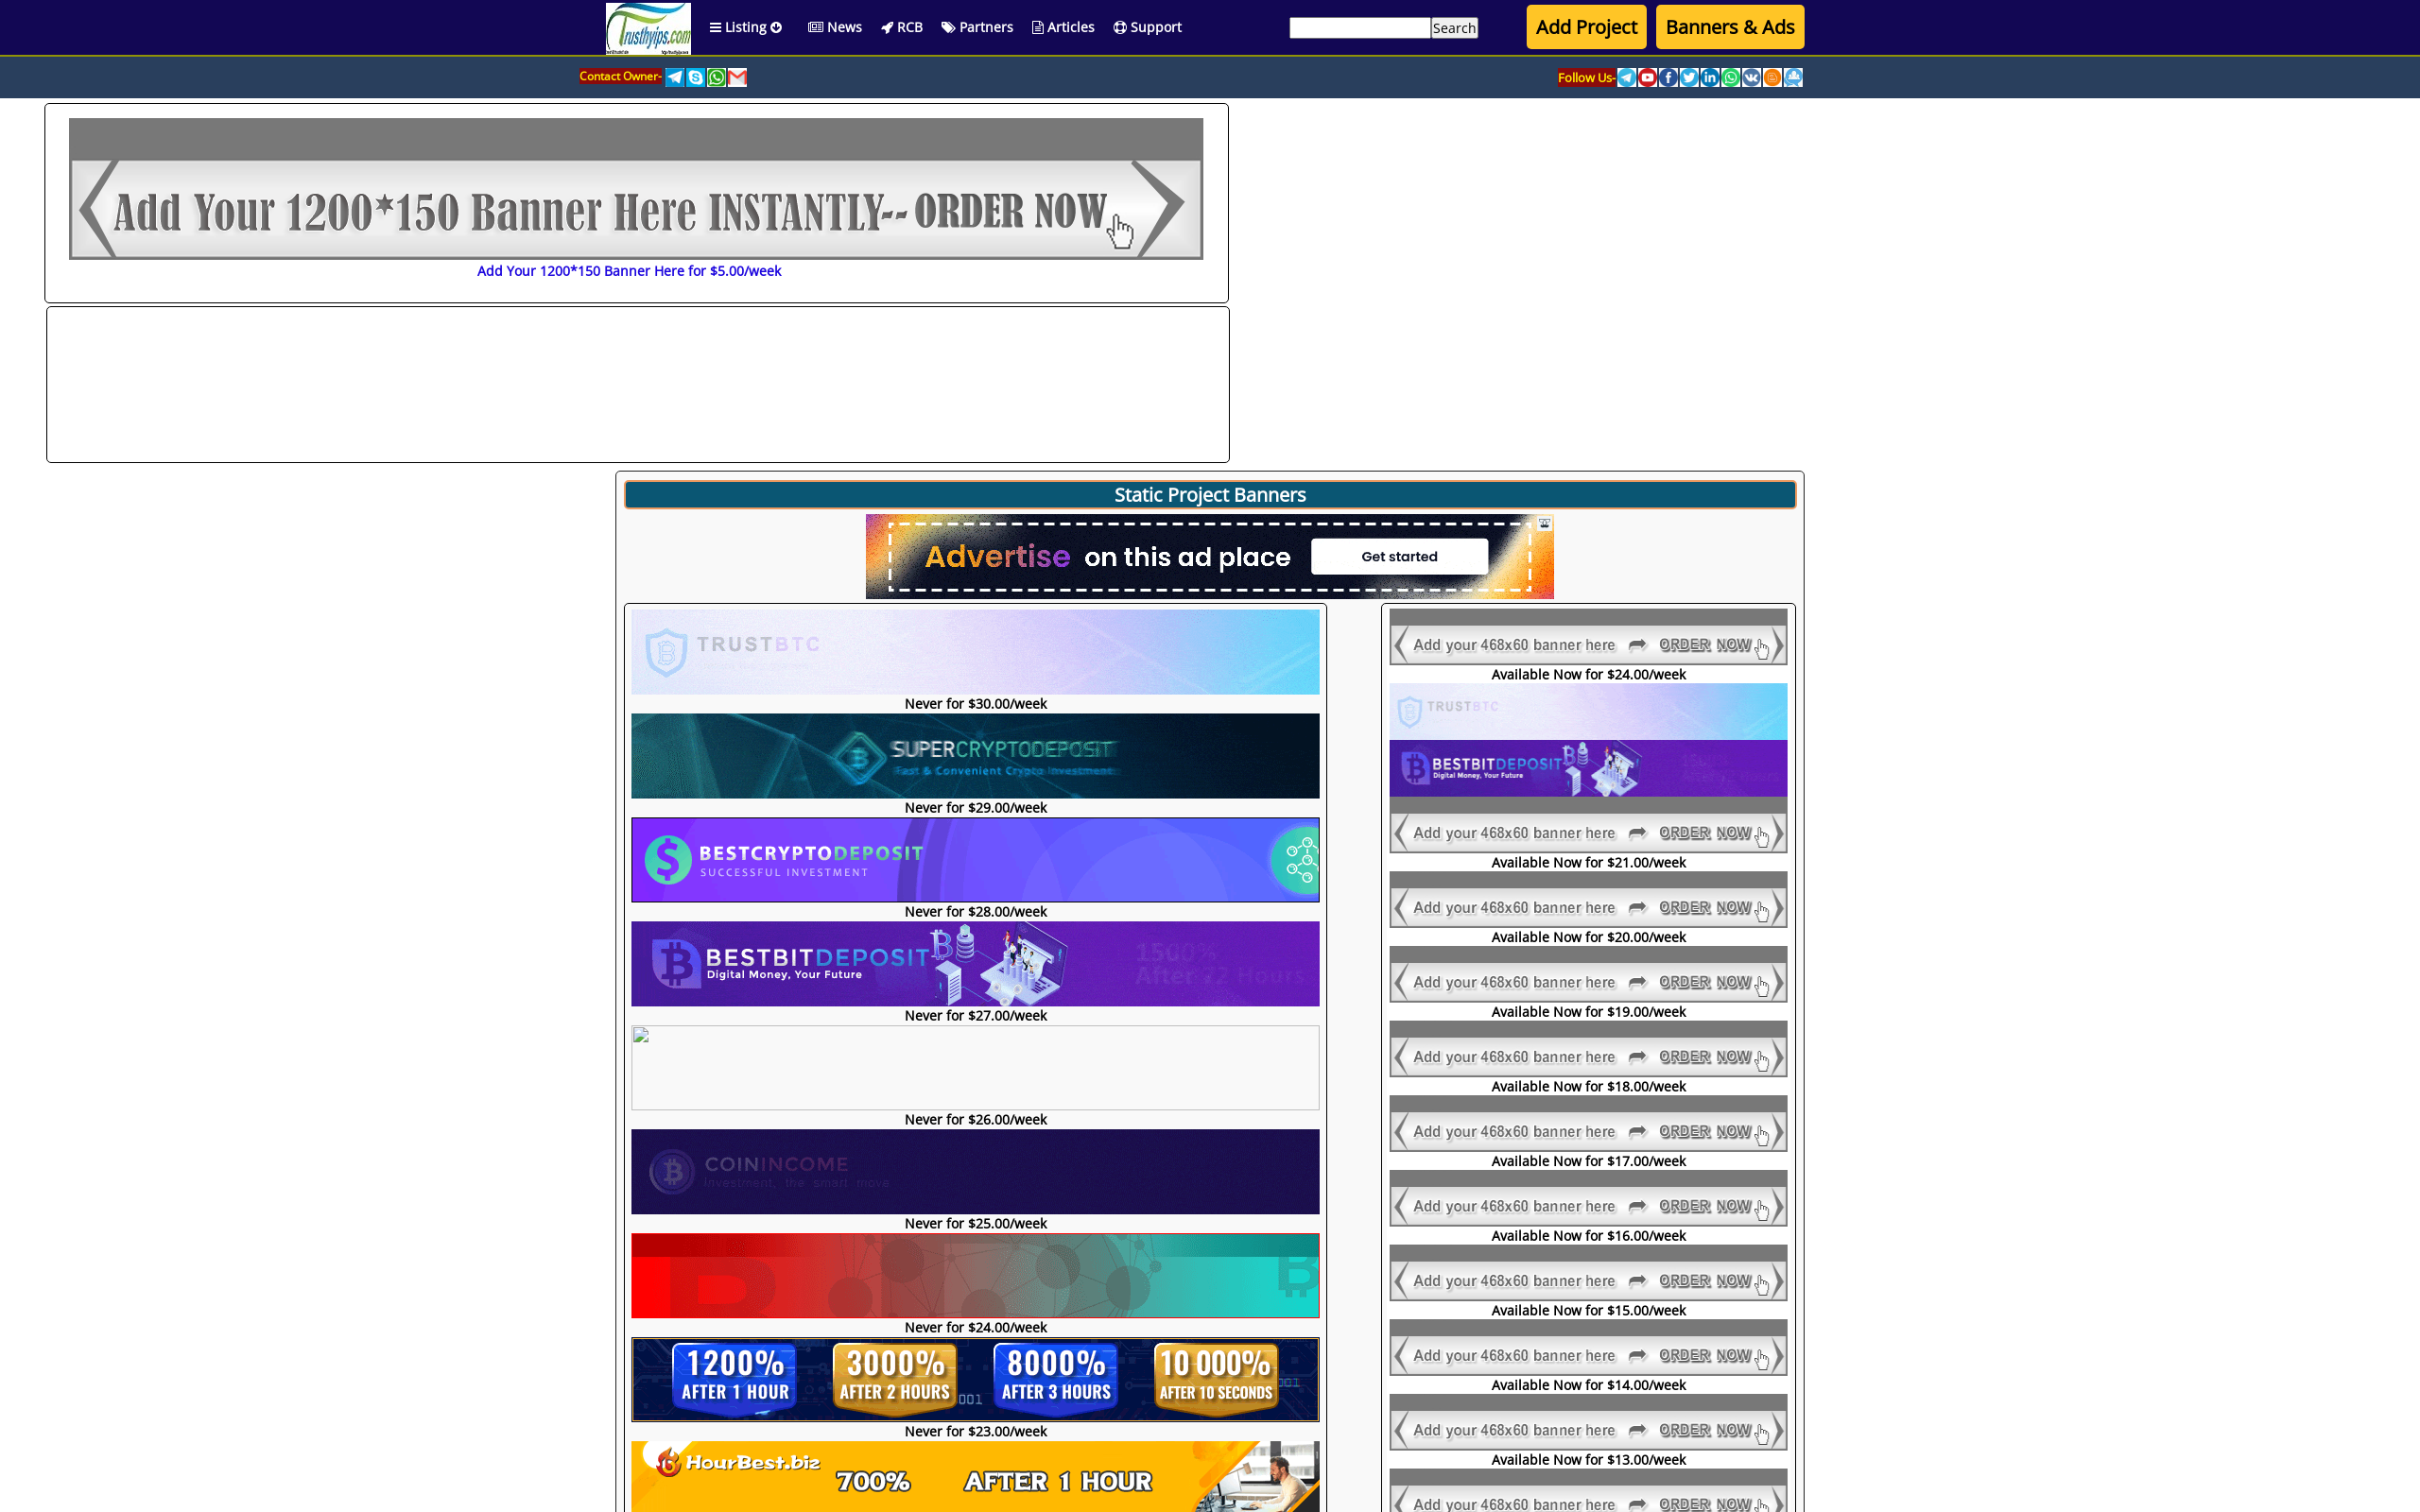 Trusthyips.com
Listing
News
RCB
Partners
Articles
Support
Search
Add Project
Banners & Ads
Contact Owner-
Follow Us-
Add Your 1200*150 Banner Here INSTANTLY-- ORDER NOW
Add Your 1200*150 Banner Here for $5.00/week
Static Project Banners
Advertise on this ad place
Get started
TRUSTBTC
Never for $30.00/week
SUPERCRYPTODEPOSIT
Fast & Convenient Crypto Investment
Never for $29.00/week
BESTCRYPTODEPOSIT
SUCCESSFUL INVESTMENT
Never for $28.00/week
BESTBITDEPOSIT
Digital Money, Your Future
1500%
After 72 Hours
Never for $27.00/week
Never for $26.00/week
COININCOME
Investment, the smart move
Never for $25.00/week
Never for $24.00/week
1200% AFTER 1 HOUR
3000% AFTER 2 HOURS
8000% AFTER 3 HOURS
10 000% AFTER 10 SECONDS
Never for $23.00/week
HourBest.biz
700% AFTER 1 HOUR
Add your 468x60 banner here ORDER NOW
Available Now for $24.00/week
TRUSTBTC
BESTBITDEPOSIT
Digital Money, Your Future
Add your 468x60 banner here ORDER NOW
Available Now for $21.00/week
Add your 468x60 banner here ORDER NOW
Available Now for $20.00/week
Add your 468x60 banner here ORDER NOW
Available Now for $19.00/week
Add your 468x60 banner here ORDER NOW
Available Now for $18.00/week
Add your 468x60 banner here ORDER NOW
Available Now for $17.00/week
Add your 468x60 banner here ORDER NOW
Available Now for $16.00/week
Add your 468x60 banner here ORDER NOW
Available Now for $15.00/week
Add your 468x60 banner here ORDER NOW
Available Now for $14.00/week
Add your 468x60 banner here ORDER NOW
Available Now for $13.00/week
Add your 468x60 banner here ORDER NOW